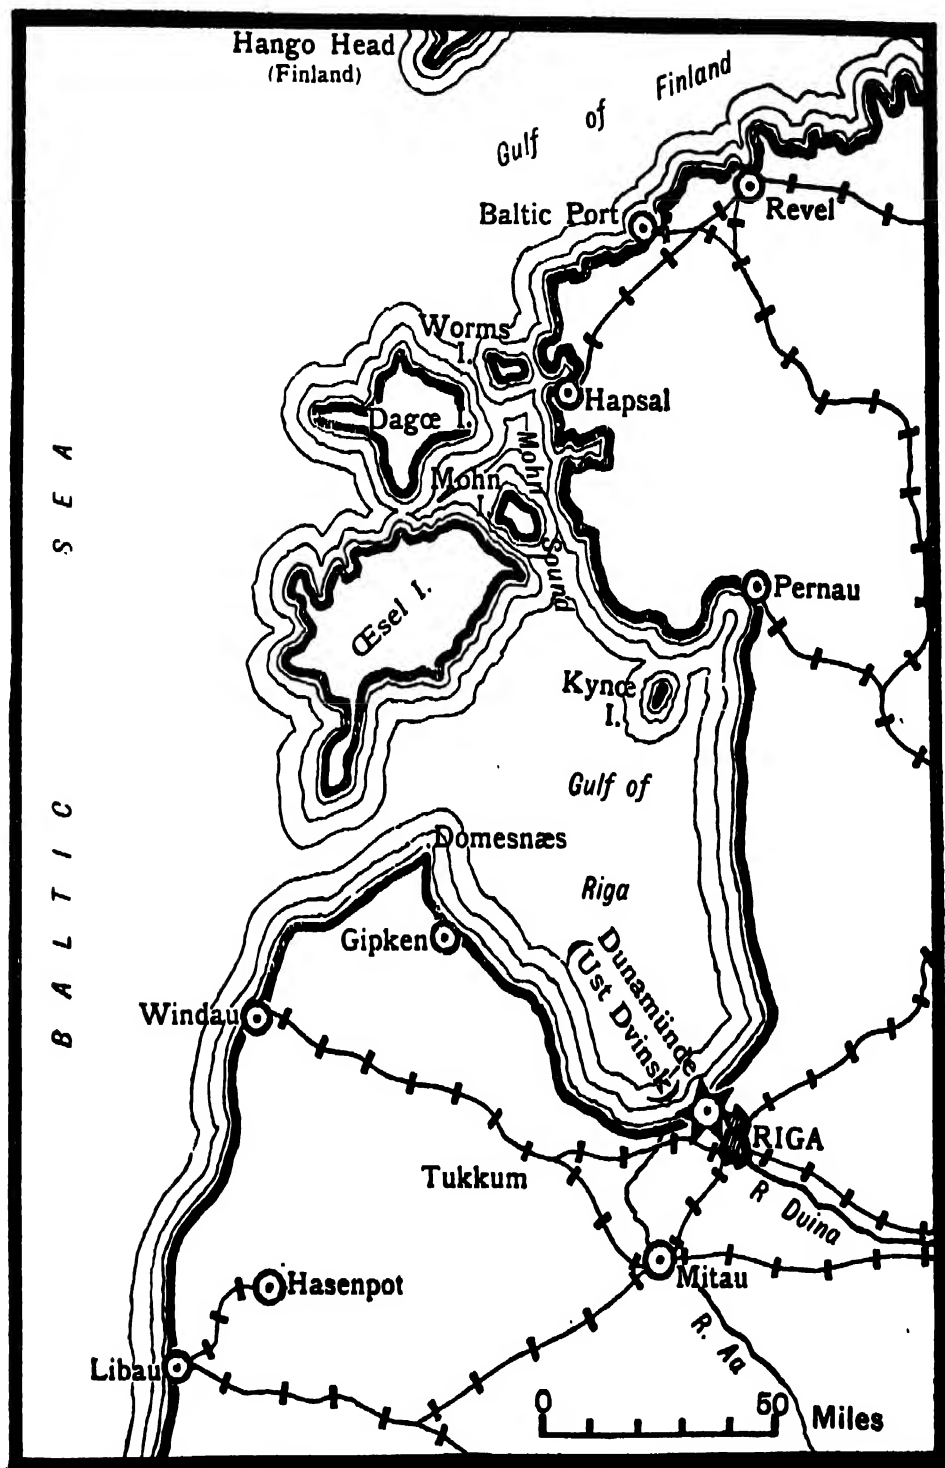 Hango Head
(Finland)
Gulf of Finland
Baltic Port
Revel
Worms
I.
Hapsal
Dagœ I.
Mohn
I.
Mohn Sound
Œsel I.
Pernau
Kynœ
I.
BALTIC SEA
Gulf of
Riga
Domesnæs
Gipken
Dunamünde
(Ust Dvinsk)
Windau
RIGA
Tukkum
R Duina
Hasenpot
Mitau
R. Aa
Libau
0 50 Miles